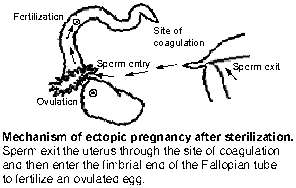 Fertilization
Site of
coagulation
Sperm entry
Sperm exit
Ovulation
Mechanism of ectopic pregnancy after sterilization.
Sperm exit the uterus through the site of coagulation
and then enter the fimbrial end of the Fallopian tube
to fertilize an ovulated egg.